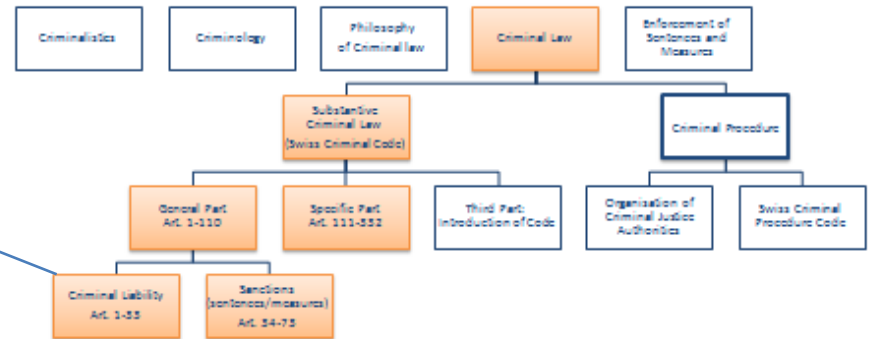 Criminalistics
Criminology
Philosophy
of Criminal law
Criminal Law
Enforcement of
Sentences and
Measures
Substantive
Criminal Law
(Swiss Criminal Code)
Criminal Procedure
General Part
Art. 1-110
Specific Part
Art. 111-332
Third Part:
Introduction of Code
Organisation of
Criminal Justice
Authorities
Swiss Criminal
Procedure Code
Criminal Liability
Art. 1-33
Sanctions
(sentences/measures)
Art. 34-73